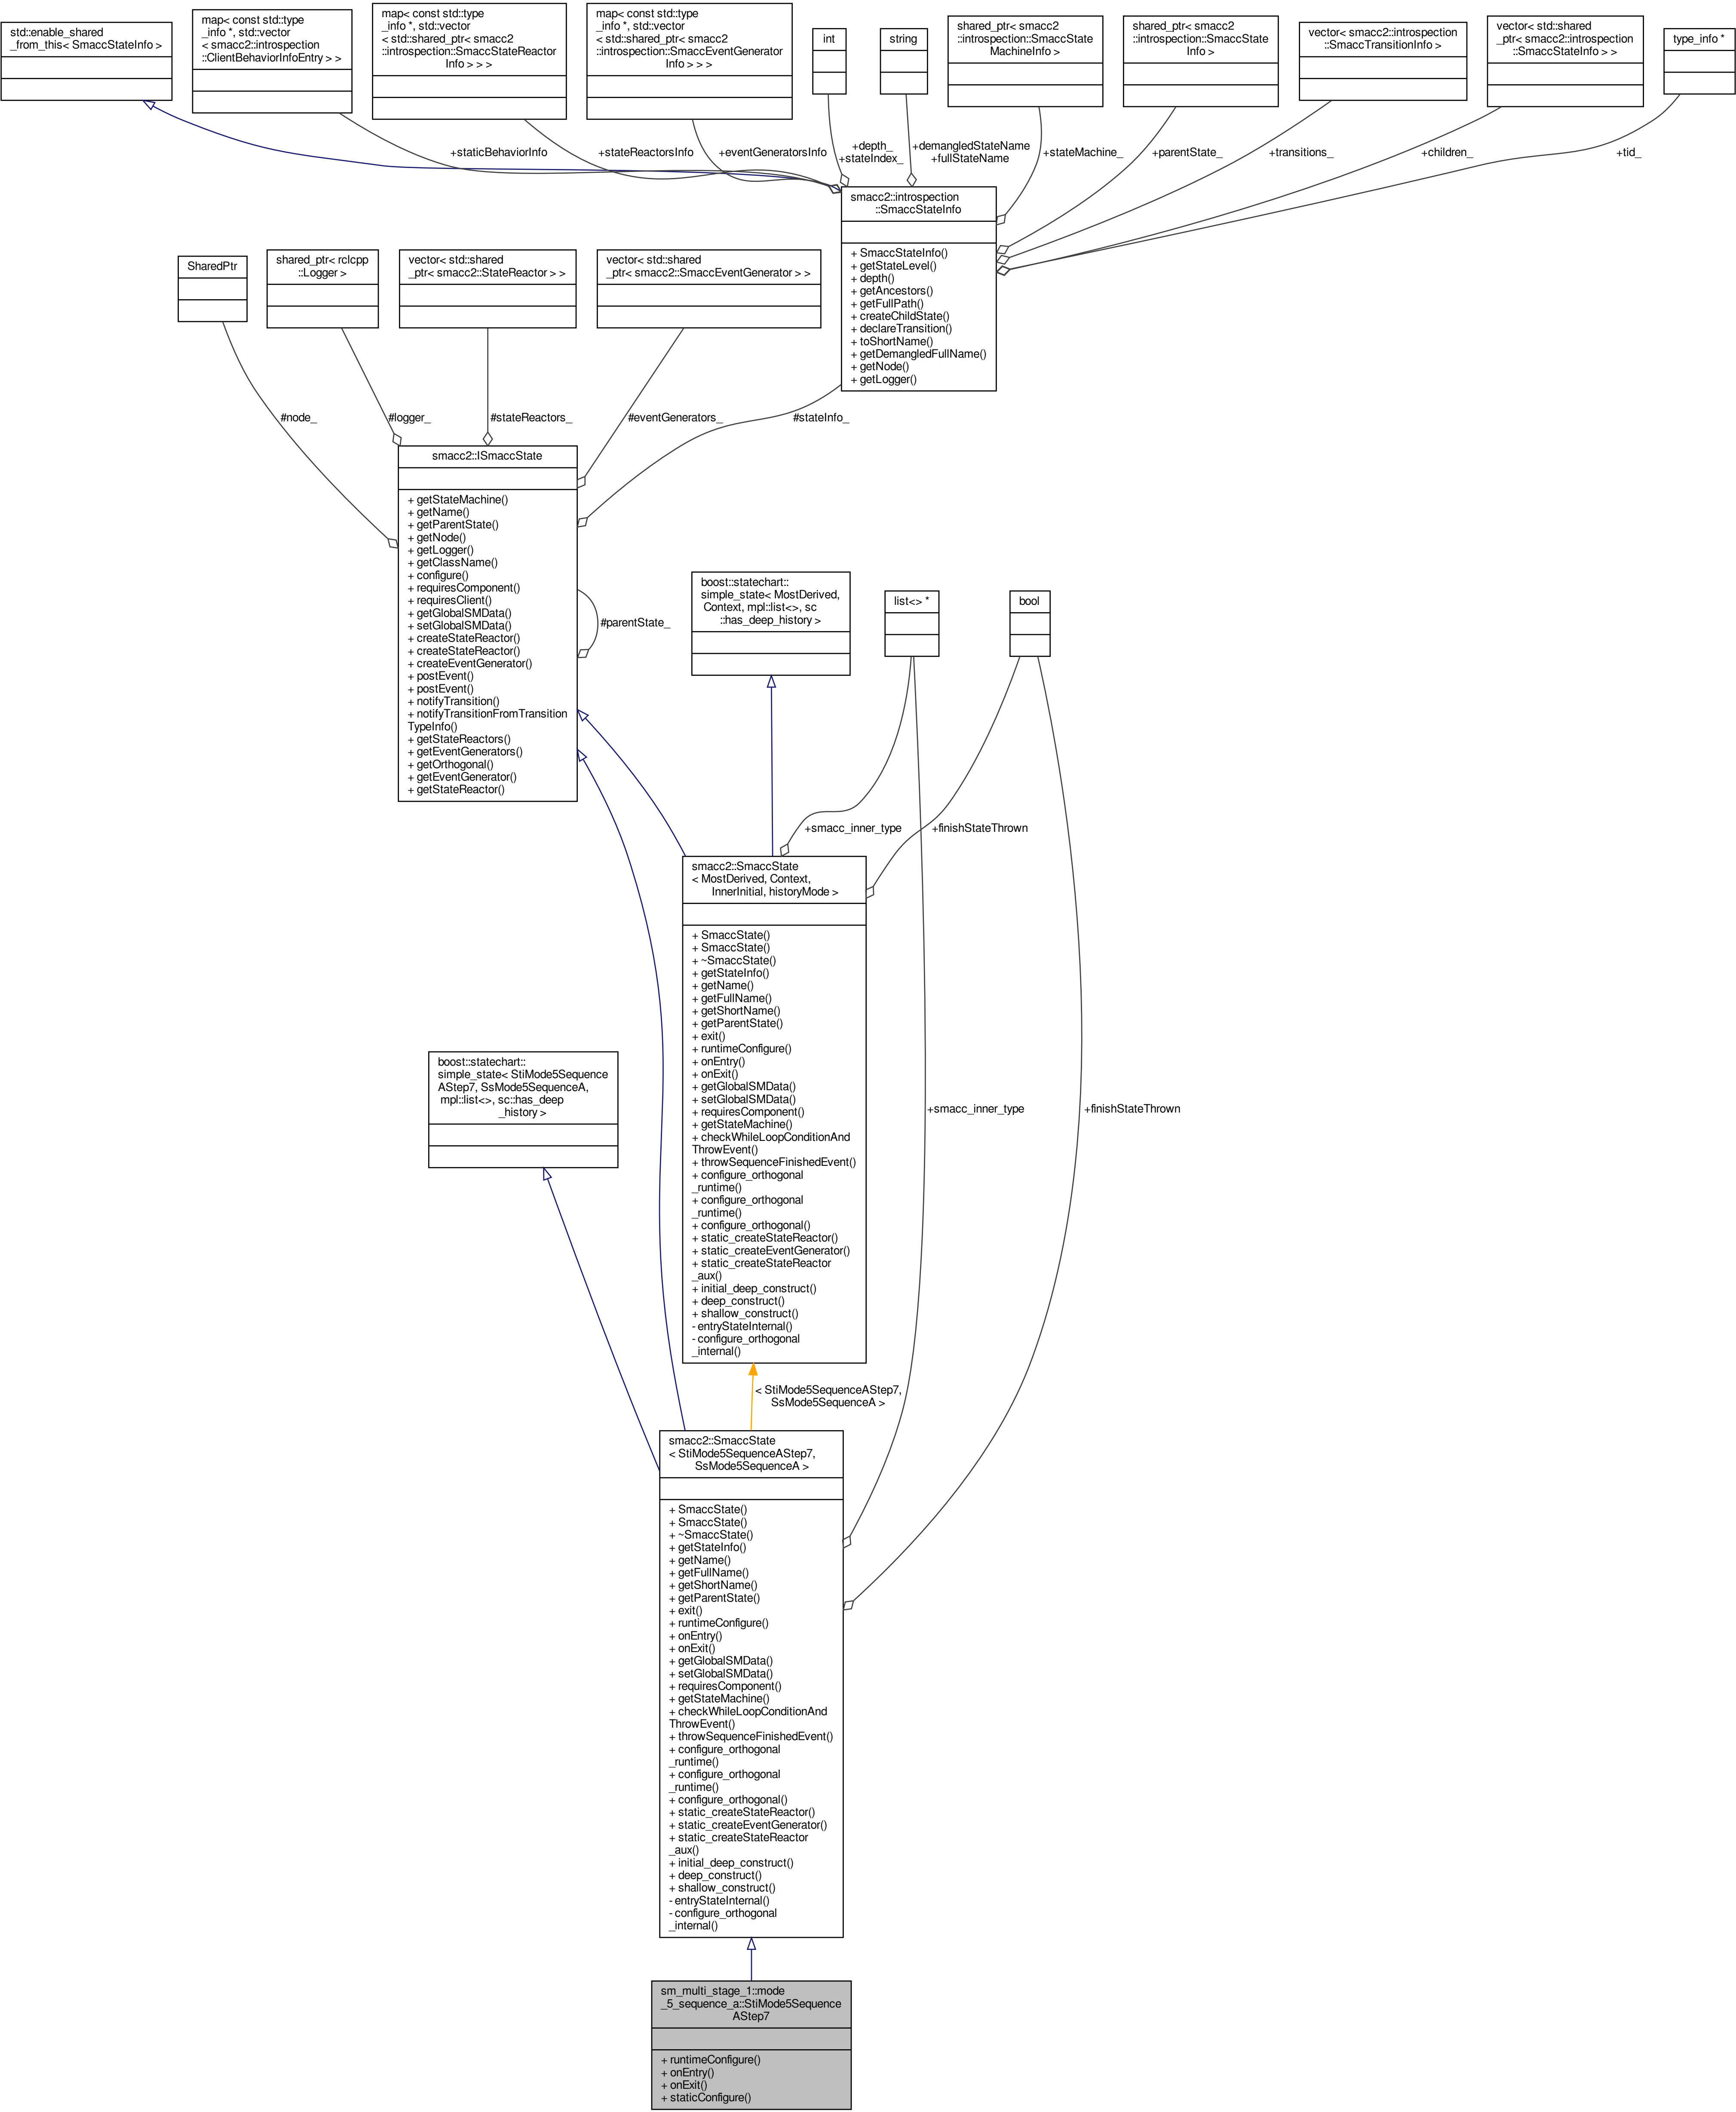 std::enable_shared
_from_this< SmaccStateInfo >
map< const std::type
_info *, std::vector
< smacc2::introspection
::ClientBehaviorInfoEntry > >
map< const std::type
_info *, std::vector
< std::shared_ptr< smacc2
::introspection::SmaccStateReactor
Info > > >
map< const std::type
_info *, std::vector
< std::shared_ptr< smacc2
::introspection::SmaccEventGenerator
Info > > >
int
string
shared_ptr< smacc2
::introspection::SmaccState
MachineInfo >
shared_ptr< smacc2
::introspection::SmaccState
Info >
vector< smacc2::introspection
::SmaccTransitionInfo >
vector< std::shared
_ptr< smacc2::introspection
::SmaccStateInfo > >
type_info *
+staticBehaviorInfo
+stateReactorsInfo
+eventGeneratorsInfo
+depth_
+stateIndex_
+demangledStateName
+fullStateName
+stateMachine_
+parentState_
+transitions_
+children_
+tid_
smacc2::introspection
::SmaccStateInfo
+ SmaccStateInfo()
+ getStateLevel()
+ depth()
+ getAncestors()
+ getFullPath()
+ createChildState()
+ declareTransition()
+ toShortName()
+ getDemangledFullName()
+ getNode()
+ getLogger()
SharedPtr
shared_ptr< rclcpp
::Logger >
vector< std::shared
_ptr< smacc2::StateReactor > >
vector< std::shared
_ptr< smacc2::SmaccEventGenerator > >
#node_
#logger_
#stateReactors_
#eventGenerators_
#stateInfo_
smacc2::ISmaccState
+ getStateMachine()
+ getName()
+ getParentState()
+ getNode()
+ getLogger()
+ getClassName()
+ configure()
+ requiresComponent()
+ requiresClient()
+ getGlobalSMData()
+ setGlobalSMData()
+ createStateReactor()
+ createStateReactor()
+ createEventGenerator()
+ postEvent()
+ postEvent()
+ notifyTransition()
+ notifyTransitionFromTransition
TypeInfo()
+ getStateReactors()
+ getEventGenerators()
+ getOrthogonal()
+ getEventGenerator()
+ getStateReactor()
#parentState_
boost::statechart::
simple_state< MostDerived,
Context, mpl::list<>, sc
::has_deep_history >
list<> *
bool
+smacc_inner_type
+finishStateThrown
smacc2::SmaccState
< MostDerived, Context,
InnerInitial, historyMode >
+ SmaccState()
+ SmaccState()
+ ~SmaccState()
+ getStateInfo()
+ getName()
+ getFullName()
+ getShortName()
+ getParentState()
+ exit()
+ runtimeConfigure()
+ onEntry()
+ onExit()
+ getGlobalSMData()
+ setGlobalSMData()
+ requiresComponent()
+ getStateMachine()
+ checkWhileLoopConditionAnd
ThrowEvent()
+ throwSequenceFinishedEvent()
+ configure_orthogonal
_runtime()
+ configure_orthogonal
_runtime()
+ configure_orthogonal()
+ static_createStateReactor()
+ static_createEventGenerator()
+ static_createStateReactor
_aux()
+ initial_deep_construct()
+ deep_construct()
+ shallow_construct()
- entryStateInternal()
- configure_orthogonal
_internal()
boost::statechart::
simple_state< StiMode5Sequence
AStep7, SsMode5SequenceA,
mpl::list<>, sc::has_deep
_history >
+smacc_inner_type
+finishStateThrown
< StiMode5SequenceAStep7,
SsMode5SequenceA >
smacc2::SmaccState
< StiMode5SequenceAStep7,
SsMode5SequenceA >
+ SmaccState()
+ SmaccState()
+ ~SmaccState()
+ getStateInfo()
+ getName()
+ getFullName()
+ getShortName()
+ getParentState()
+ exit()
+ runtimeConfigure()
+ onEntry()
+ onExit()
+ getGlobalSMData()
+ setGlobalSMData()
+ requiresComponent()
+ getStateMachine()
+ checkWhileLoopConditionAnd
ThrowEvent()
+ throwSequenceFinishedEvent()
+ configure_orthogonal
_runtime()
+ configure_orthogonal
_runtime()
+ configure_orthogonal()
+ static_createStateReactor()
+ static_createEventGenerator()
+ static_createStateReactor
_aux()
+ initial_deep_construct()
+ deep_construct()
+ shallow_construct()
- entryStateInternal()
- configure_orthogonal
_internal()
sm_multi_stage_1::mode
_5_sequence_a::StiMode5Sequence
AStep7
+ runtimeConfigure()
+ onEntry()
+ onExit()
+ staticConfigure()